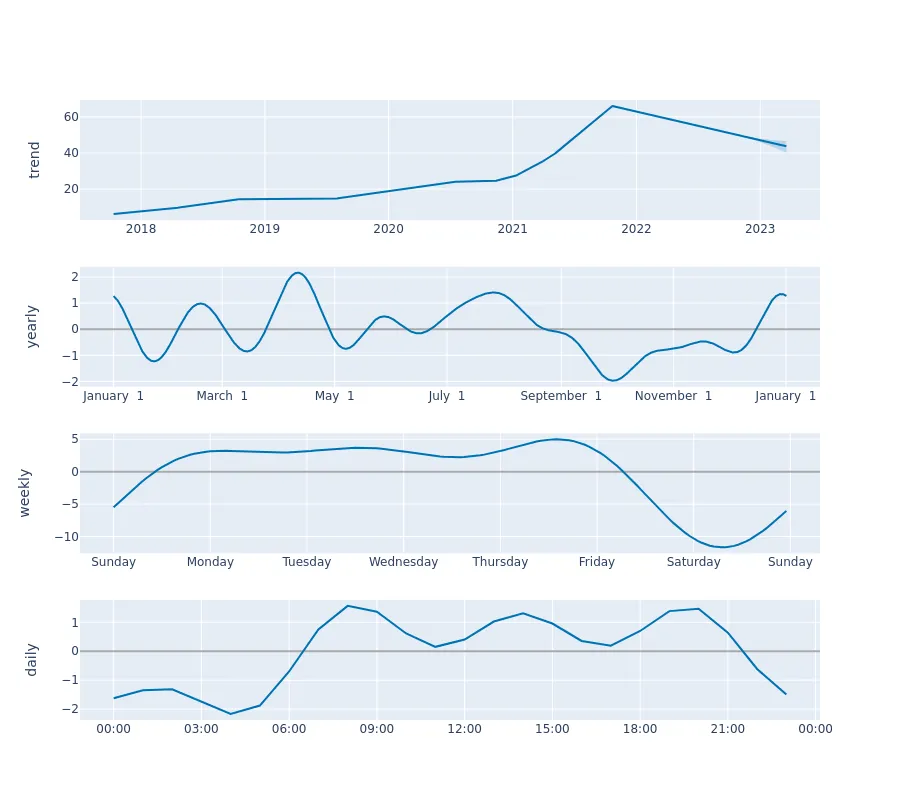 trend
60
40
20
2018 2019 2020 2021 2022 2023
yearly
2
1
0
−1
−2
January 1 March 1 May 1 July 1 September 1 November 1 January 1
weekly
5
0
−5
−10
Sunday Monday Tuesday Wednesday Thursday Friday Saturday Sunday
daily
1
0
−1
−2
00:00 03:00 06:00 09:00 12:00 15:00 18:00 21:00 00:00